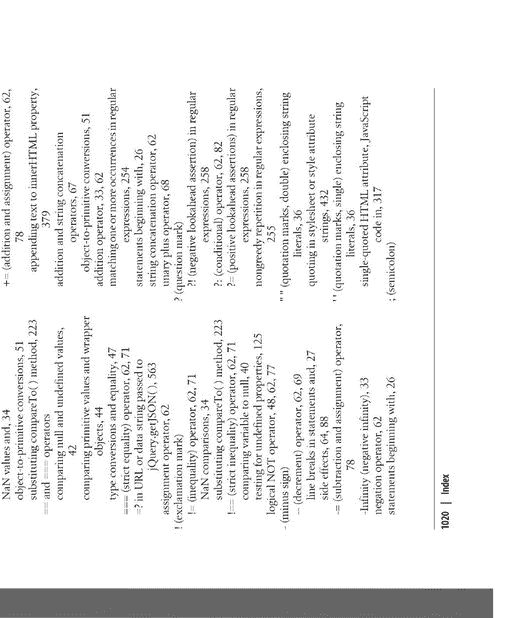 NaN values and, 34
object-to-primitive conversions, 51
substituting compareTo( ) method, 223
== and === operators
comparing null and undefined values,
42
comparing primitive values and wrapper
objects, 44
type conversions and equality, 47
=== (strict equality) operator, 62, 71
=? in URL or data string passed to
jQuery.getJSON( ), 563
assignment operator, 62
! (exclamation mark)
!= (inequality) operator, 62, 71
NaN comparisons, 34
substituting compareTo( ) method, 223
!== (strict inequality) operator, 62, 71
comparing variable to null, 40
testing for undefined properties, 125
logical NOT operator, 48, 62, 77
- (minus sign)
-- (decrement) operator, 62, 69
line breaks in statements and, 27
side effects, 64, 88
-= (subtraction and assignment) operator,
78
-Infinity (negative infinity), 33
negation operator, 62
statements beginning with, 26
+= (addition and assignment) operator, 62,
78
appending text to innerHTML property,
379
addition and string concatenation
operators, 67
object-to-primitive conversions, 51
addition operator, 33, 62
matching one or more occurrences in regular
expressions, 254
statements beginning with, 26
string concatenation operator, 62
unary plus operator, 68
? (question mark)
?! (negative lookahead assertion) in regular
expressions, 258
?: (conditional) operator, 62, 82
?= (positive lookahead assertions) in regular
expressions, 258
nongreedy repetition in regular expressions,
255
" " (quotation marks, double) enclosing string
literals, 36
quoting in stylesheet or style attribute
strings, 432
' ' (quotation marks, single) enclosing string
literals, 36
single-quoted HTML attribute, JavaScript
code in, 317
; (semicolon)
1020 | Index